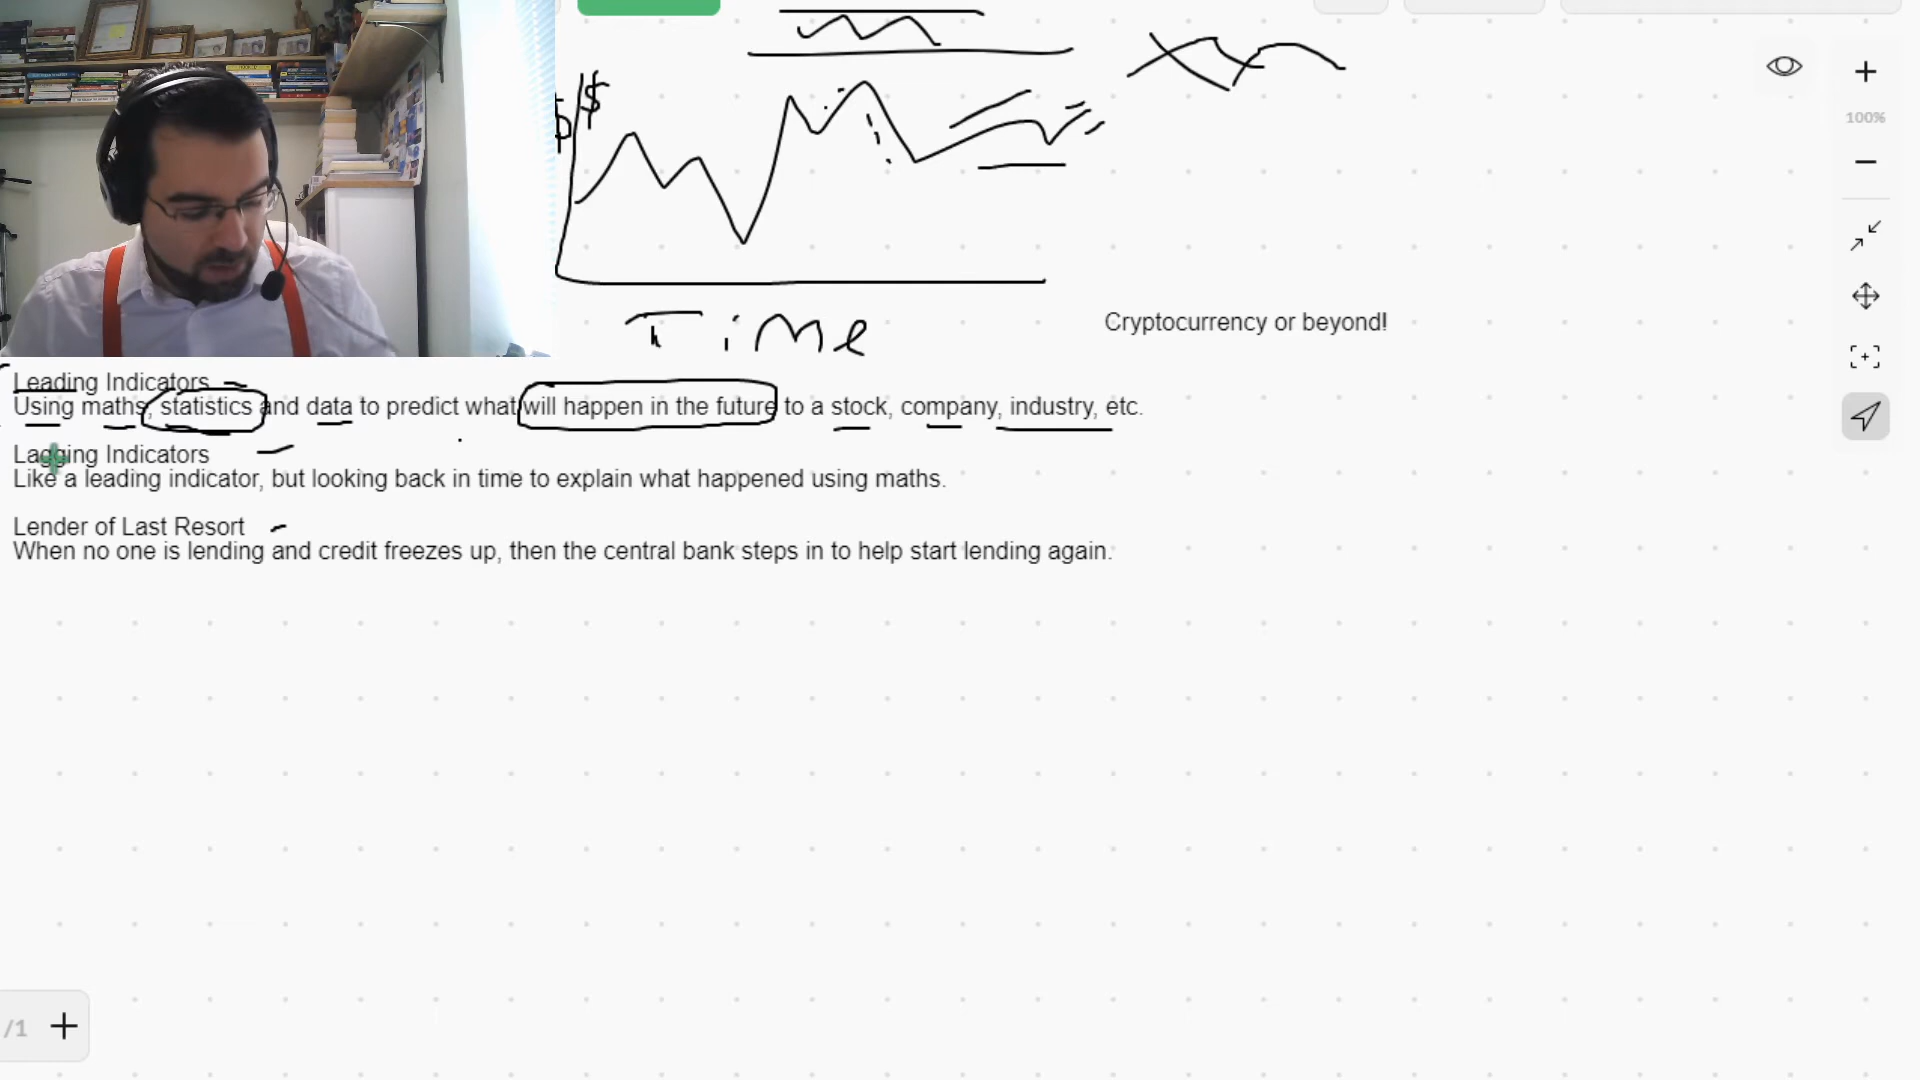 $
$
Time
Cryptocurrency or beyond!
100%
Leading Indicators
Using maths, statistics and data to predict what will happen in the future to a stock, company, industry, etc.
Lagging Indicators
Like a leading indicator, but looking back in time to explain what happened using maths.
Lender of Last Resort
When no one is lending and credit freezes up, then the central bank steps in to help start lending again.
/1